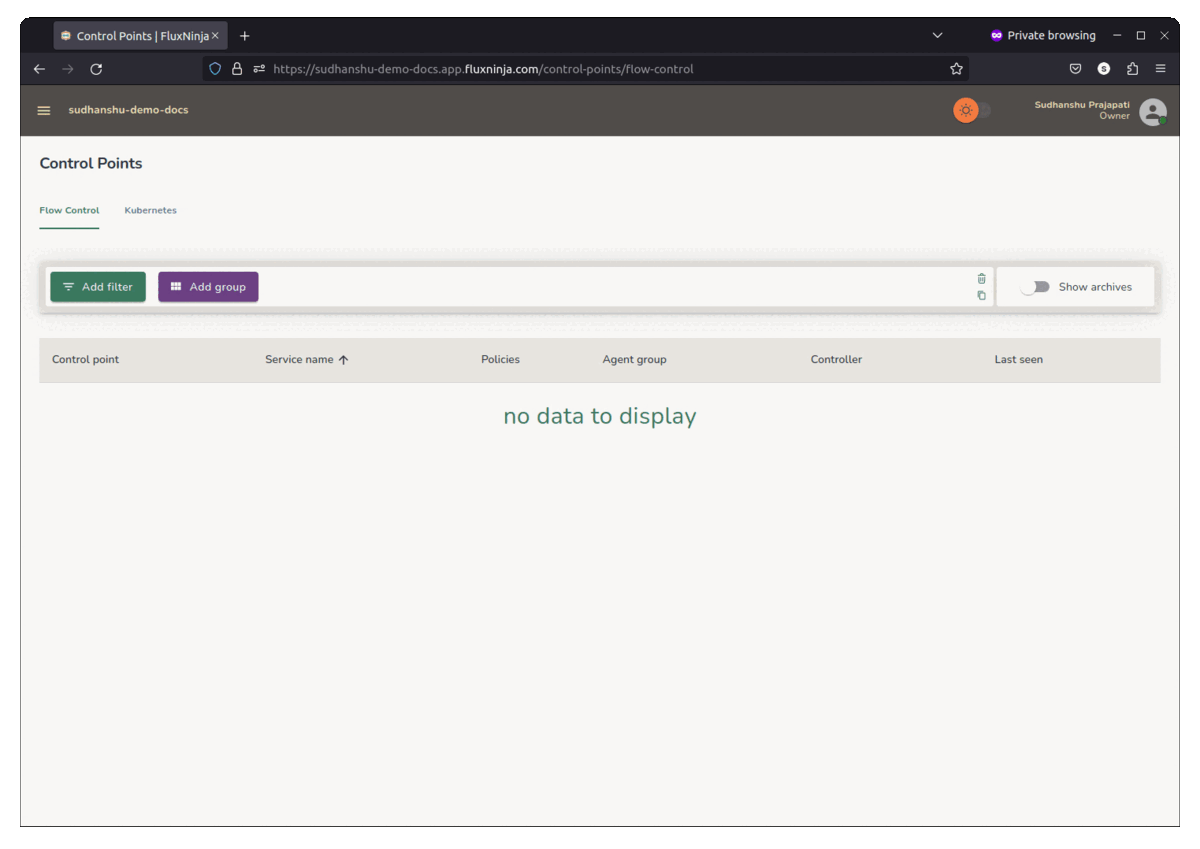 Control Points | FluxNinja
Private browsing
S
https://sudhanshu-demo-docs.app.fluxninja.com/control-points/flow-control
sudhanshu-demo-docs
Sudhanshu Prajapati
Owner
Control Points
Flow Control Kubernetes
Add filter Add group Show archives
Control point Service name Policies Agent group Controller Last seen
no data to display